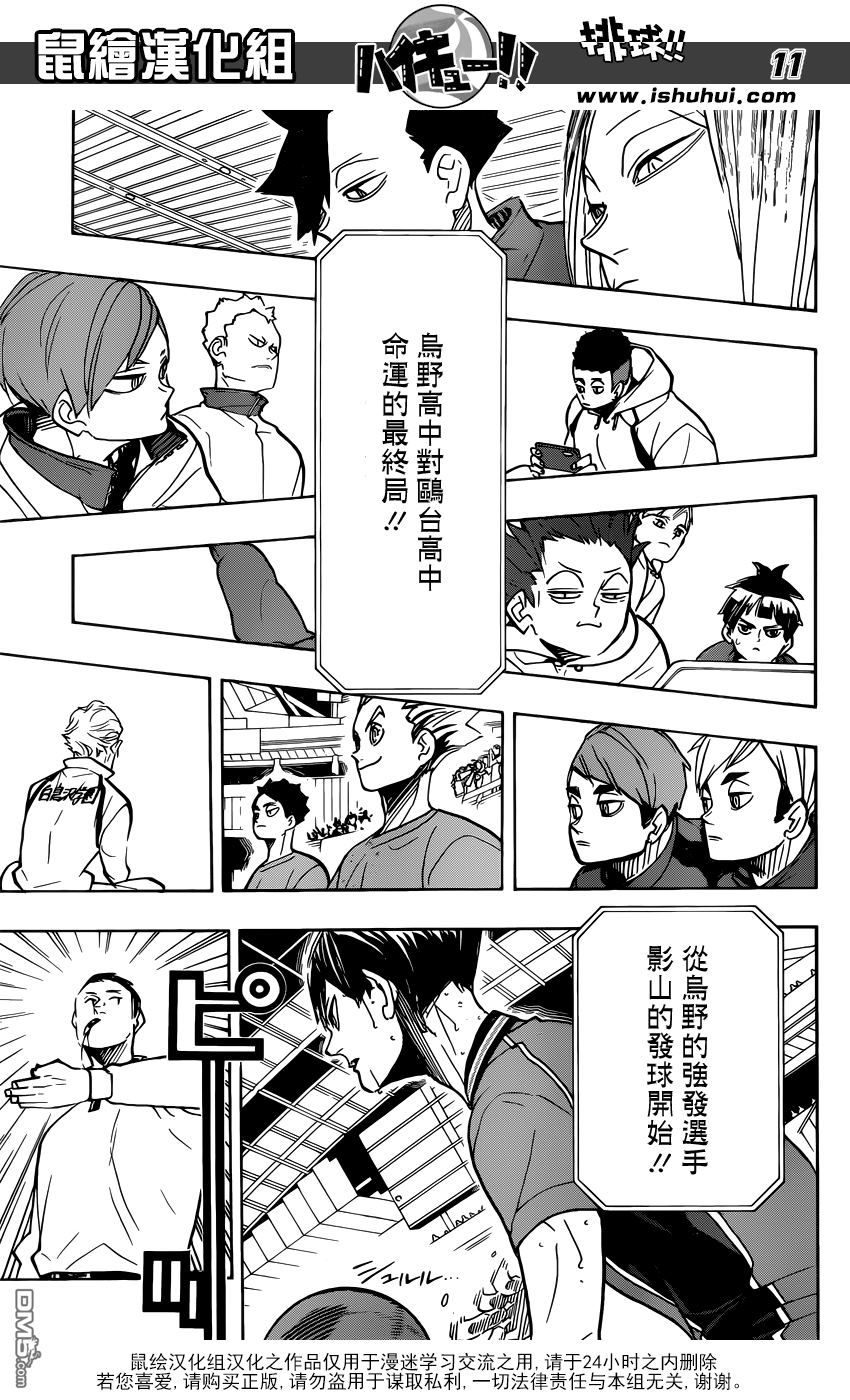 鼠繪漢化組
ハイキュー!!
排球!!
11
www.ishuhui.com
烏野高中對鷗台高中
命運的最終局!!
白鳥沢学園
從烏野的強發選手
影山的發球開始!!
ピーッ
シュルルル
DM5
.com
鼠绘汉化组汉化之作品仅用于漫迷学习交流之用, 请于24小时之内删除
若您喜爱, 请购买正版, 请勿盗用于谋取私利, 一切法律责任与本组无关, 谢谢。